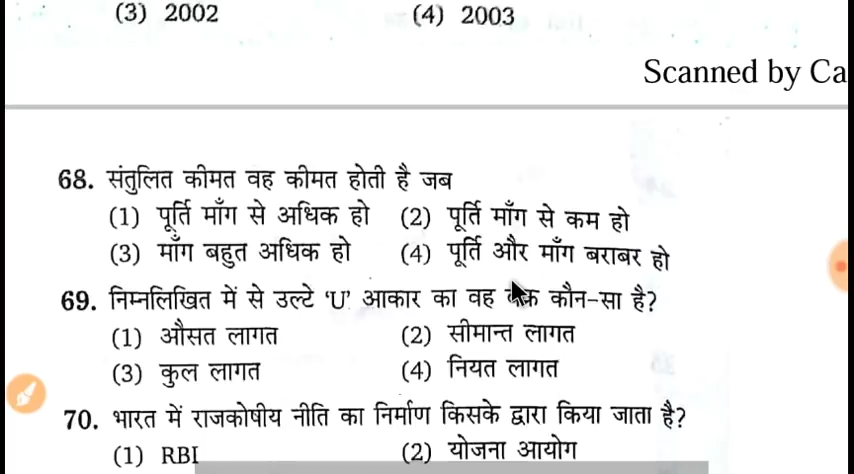 (3) 2002 (4) 2003
Scanned by Ca
68. संतुलित कीमत वह कीमत होती है जब
(1) पूर्ति माँग से अधिक हो (2) पूर्ति माँग से कम हो
(3) माँग बहुत अधिक हो (4) पूर्ति और माँग बराबर हो
69. निम्नलिखित में से उल्टे 'U' आकार का वह कौन-सा है?
(1) औसत लागत (2) सीमान्त लागत
(3) कुल लागत (4) नियत लागत
70. भारत में राजकोषीय नीति का निर्माण किसके द्वारा किया जाता है?
(1) RBI (2) योजना आयोग